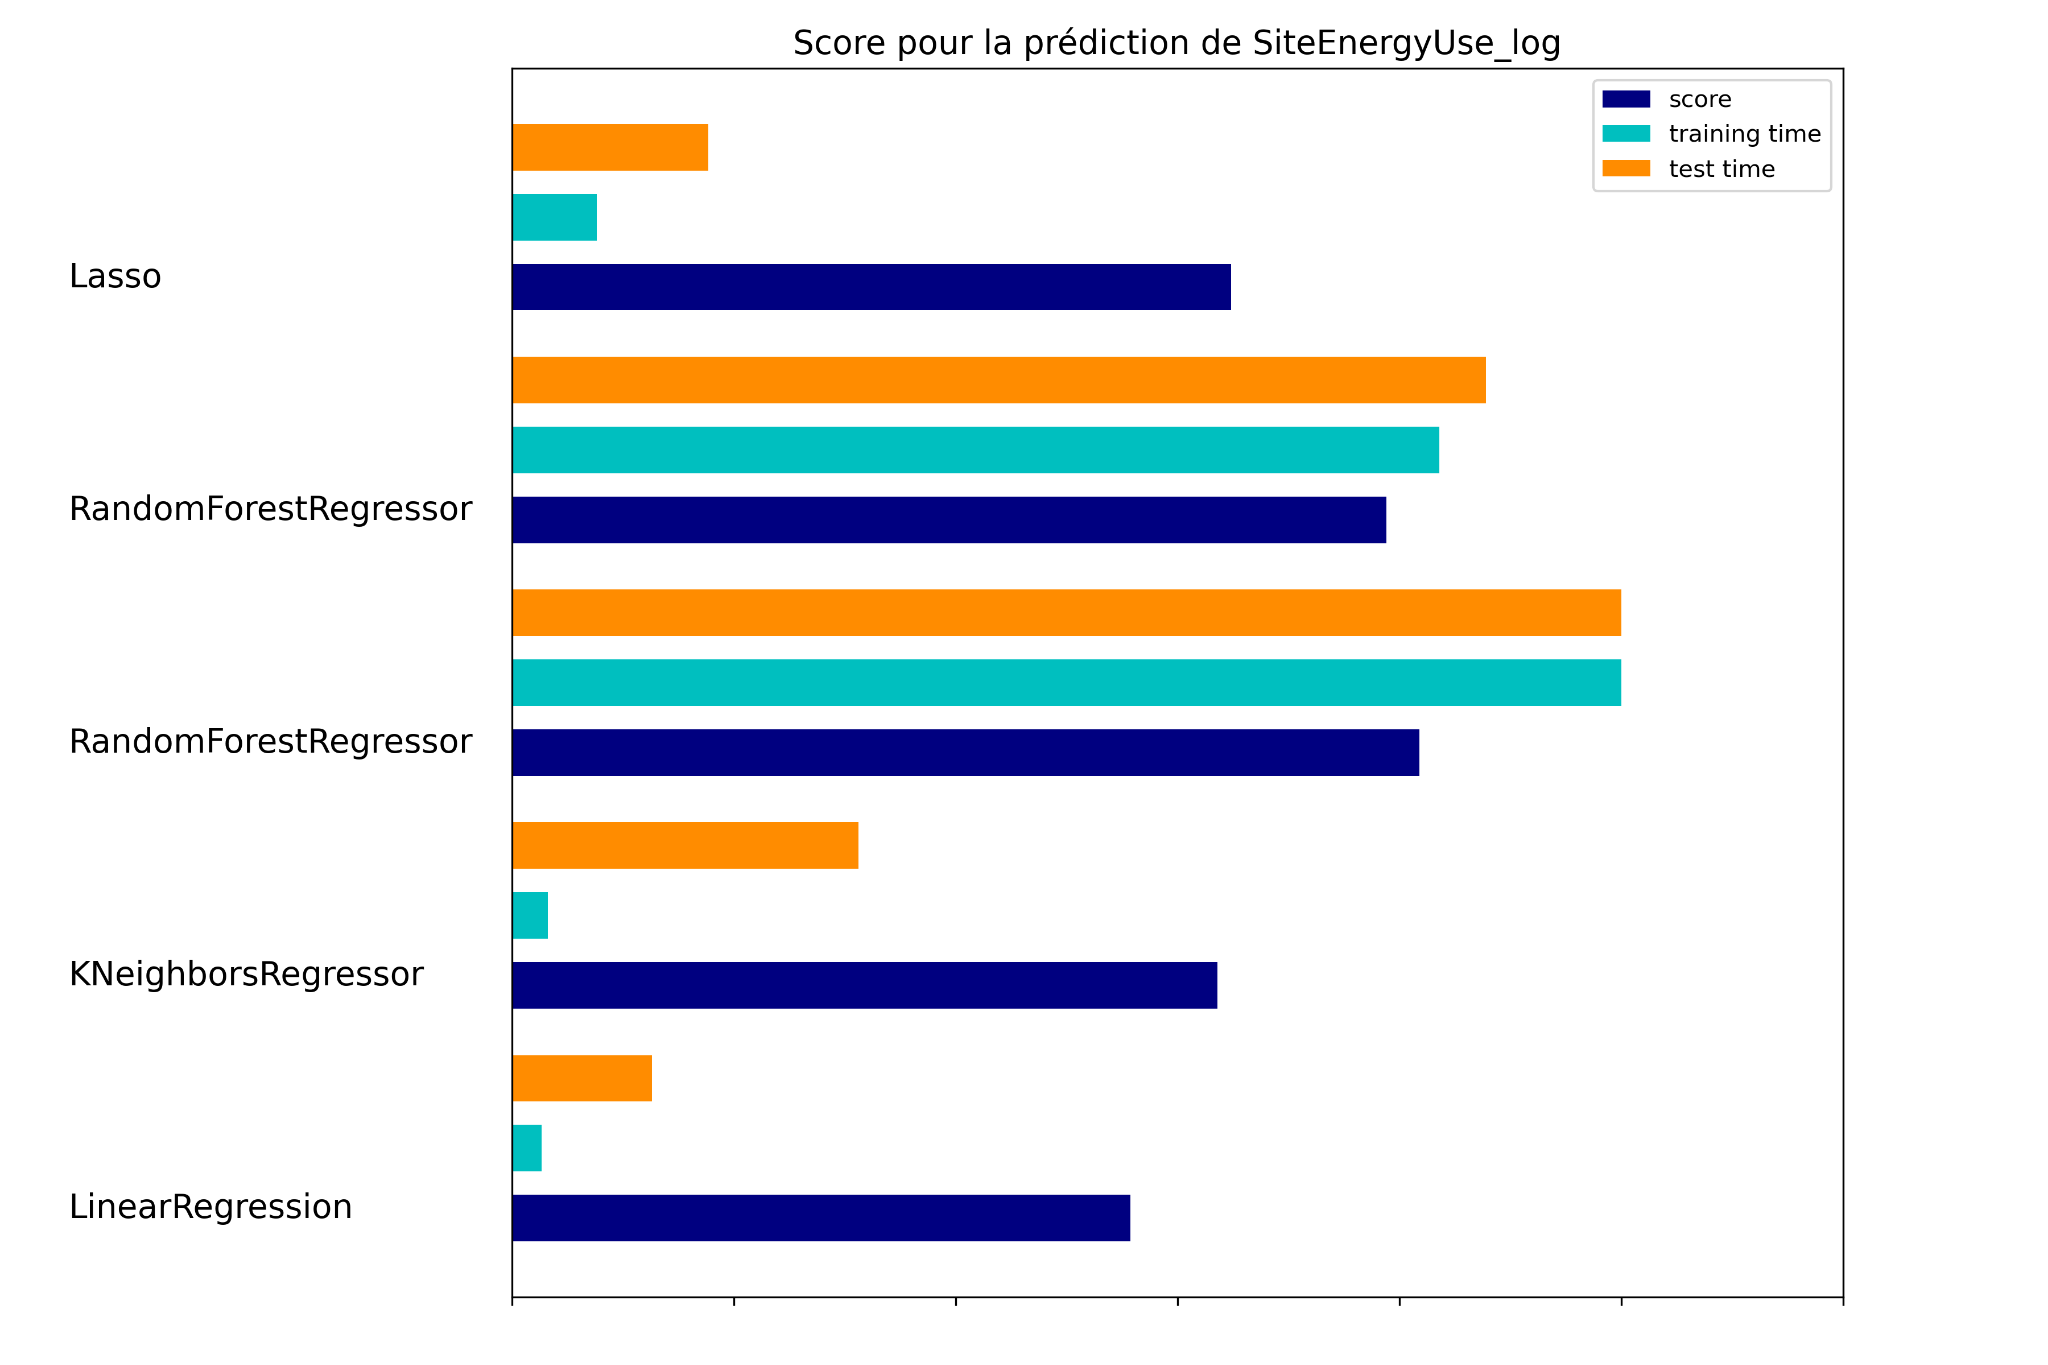 Score pour la prédiction de SiteEnergyUse_log
score
training time
test time
Lasso
RandomForestRegressor
RandomForestRegressor
KNeighborsRegressor
LinearRegression